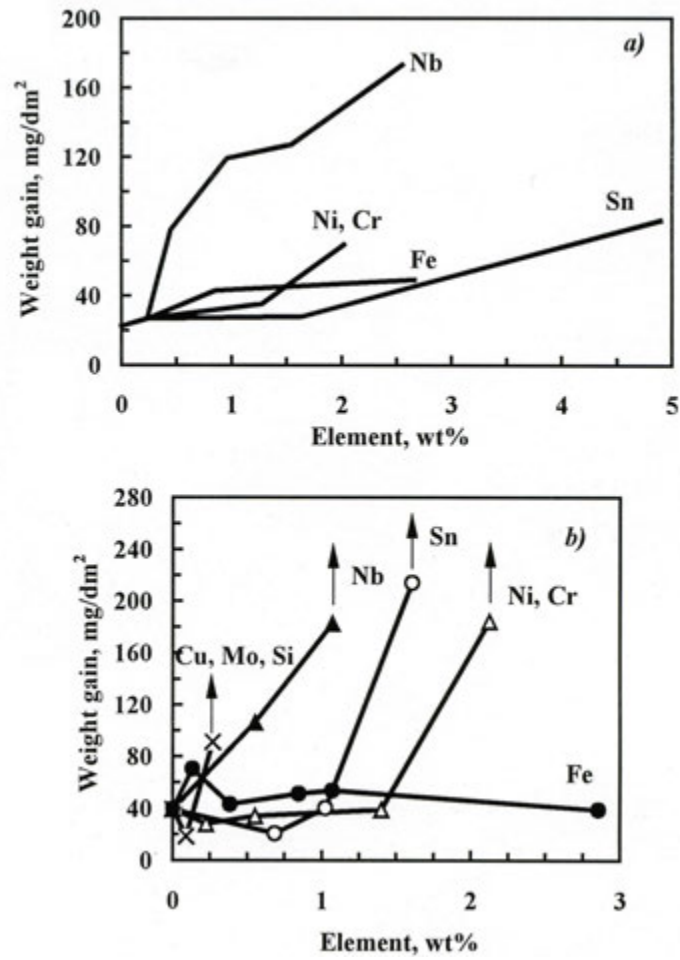 200
a)
Nb
160
120
Weight gain, mg/dm²
Sn
Ni, Cr
80
Fe
40
0
0 1 2 3 4 5
Element, wt%
280
b)
240
Sn
Nb
Ni, Cr
200
160
Cu, Mo, Si
120
Weight gain, mg/dm²
80
Fe
40
0
0 1 2 3
Element, wt%